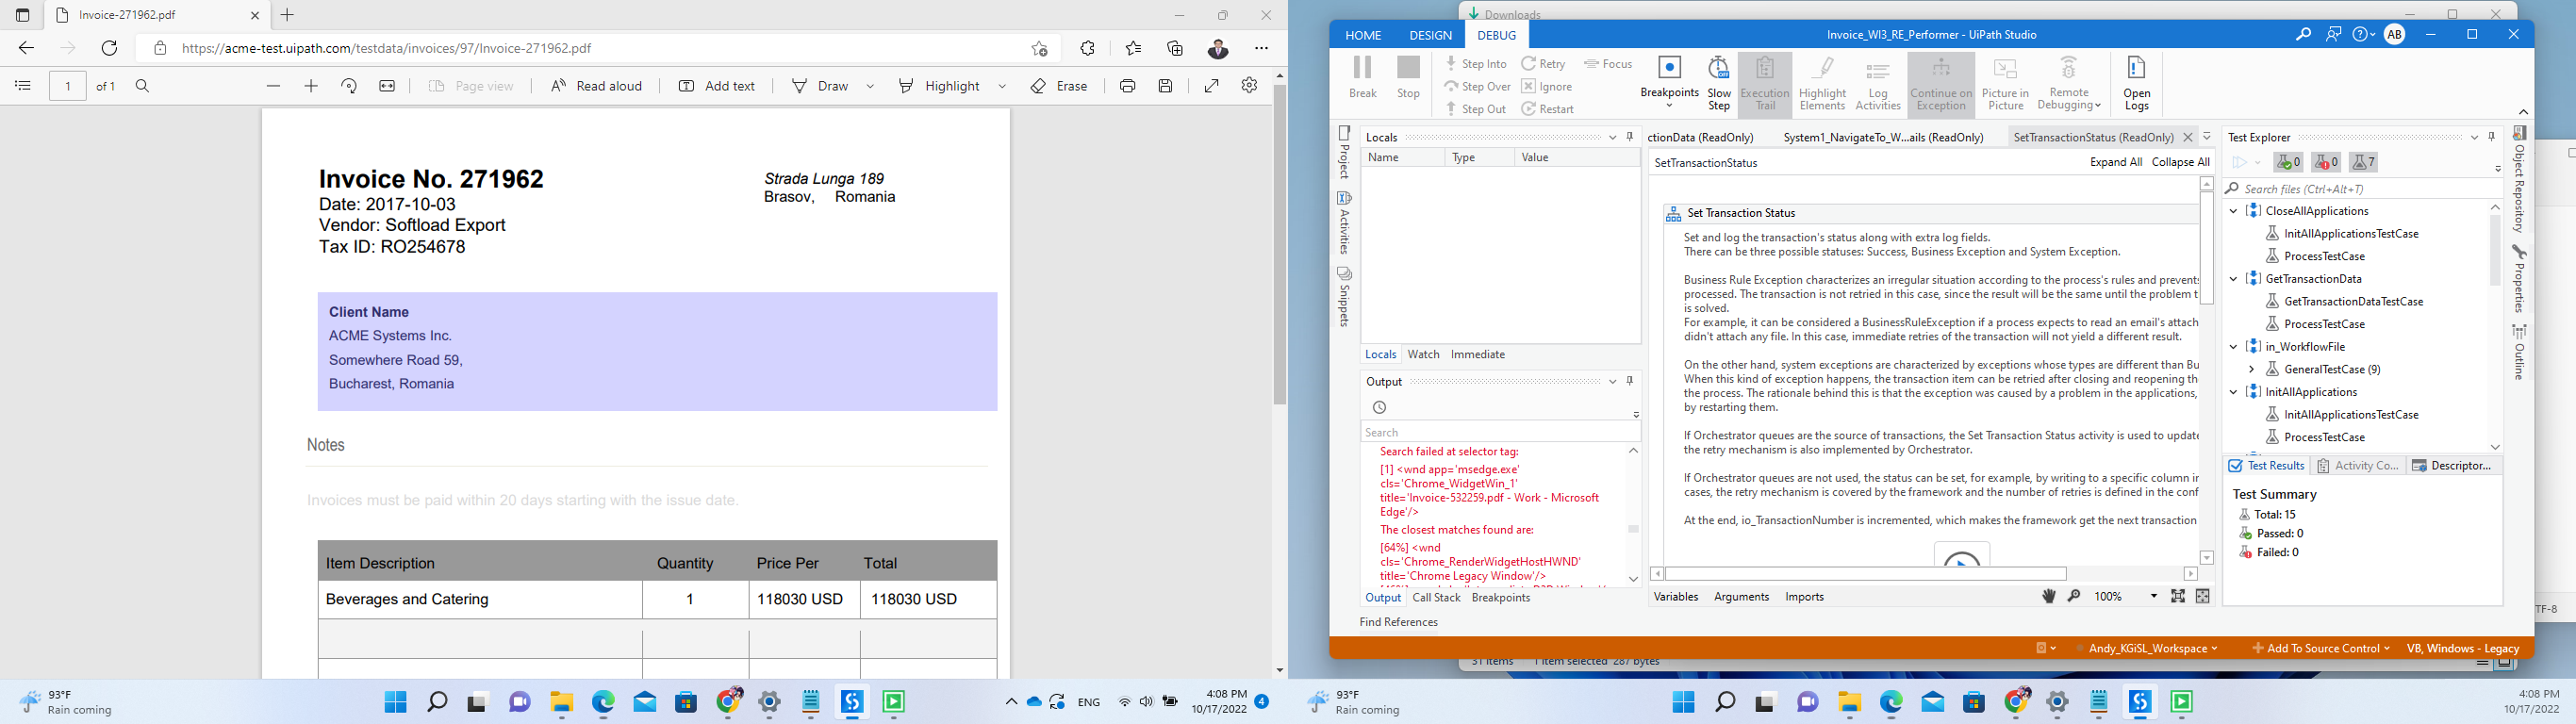 Invoice-271962.pdf
https://acme-test.uipath.com/testdata/invoices/97/Invoice-271962.pdf
1 of 1
Page view
Read aloud
Add text
Draw
Highlight
Erase
Invoice No. 271962
Date: 2017-10-03
Vendor: Softload Export
Tax ID: RO254678
Strada Lunga 189
Brasov, Romania
Client Name
ACME Systems Inc.
Somewhere Road 59,
Bucharest, Romania
Notes
Invoices must be paid within 20 days starting with the issue date.
Item Description Quantity Price Per Total
Beverages and Catering 1 118030 USD 118030 USD
93°F
Rain coming
ENG
4:08 PM
10/17/2022
4
Downloads
HOME DESIGN DEBUG
Invoice_WI3_RE_Performer - UiPath Studio
AB
Break
Stop
Step Into
Step Over
Step Out
Retry
Ignore
Restart
Focus
Breakpoints
Slow Step
OFF
Execution Trail
Highlight Elements
Log Activities
Continue on Exception
Picture in Picture
Remote Debugging
Open Logs
Project
Activities
Snippets
Locals
Name Type Value
Locals Watch Immediate
Output
Search
Search failed at selector tag:
[1] <wnd app='msedge.exe'
cls='Chrome_WidgetWin_1'
title='Invoice-532259.pdf - Work - Microsoft
Edge'/>
The closest matches found are:
[64%] <wnd
cls='Chrome_RenderWidgetHostHWND'
title='Chrome Legacy Window'/>
Output Call Stack Breakpoints
Find References
ctionData (ReadOnly)
System1_NavigateTo_W...ails (ReadOnly)
SetTransactionStatus (ReadOnly)
SetTransactionStatus
Expand All Collapse All
Set Transaction Status
Set and log the transaction's status along with extra log fields.
There can be three possible statuses: Success, Business Exception and System Exception.
Business Rule Exception characterizes an irregular situation according to the process's rules and prevents
processed. The transaction is not retried in this case, since the result will be the same until the problem t
is solved.
For example, it can be considered a BusinessRuleException if a process expects to read an email's attach
didn't attach any file. In this case, immediate retries of the transaction will not yield a different result.
On the other hand, system exceptions are characterized by exceptions whose types are different than Bu
When this kind of exception happens, the transaction item can be retried after closing and reopening th
the process. The rationale behind this is that the exception was caused by a problem in the applications,
by restarting them.
If Orchestrator queues are the source of transactions, the Set Transaction Status activity is used to update
the retry mechanism is also implemented by Orchestrator.
If Orchestrator queues are not used, the status can be set, for example, by writing to a specific column in
cases, the retry mechanism is covered by the framework and the number of retries is defined in the conf
At the end, io_TransactionNumber is incremented, which makes the framework get the next transaction
Variables Arguments Imports
100%
Test Explorer
0 0 7
Search files (Ctrl+Alt+T)
CloseAllApplications
InitAllApplicationsTestCase
ProcessTestCase
GetTransactionData
GetTransactionDataTestCase
ProcessTestCase
in_WorkflowFile
GeneralTestCase (9)
InitAllApplications
InitAllApplicationsTestCase
ProcessTestCase
Test Results Activity Co... Descriptor...
Test Summary
Total: 15
Passed: 0
Failed: 0
Object Repository
Properties
Outline
TF-8
Andy_KGiSL_Workspace
Add To Source Control
VB, Windows - Legacy
31 items 1 item selected 287 bytes
93°F
Rain coming
4:08 PM
10/17/2022